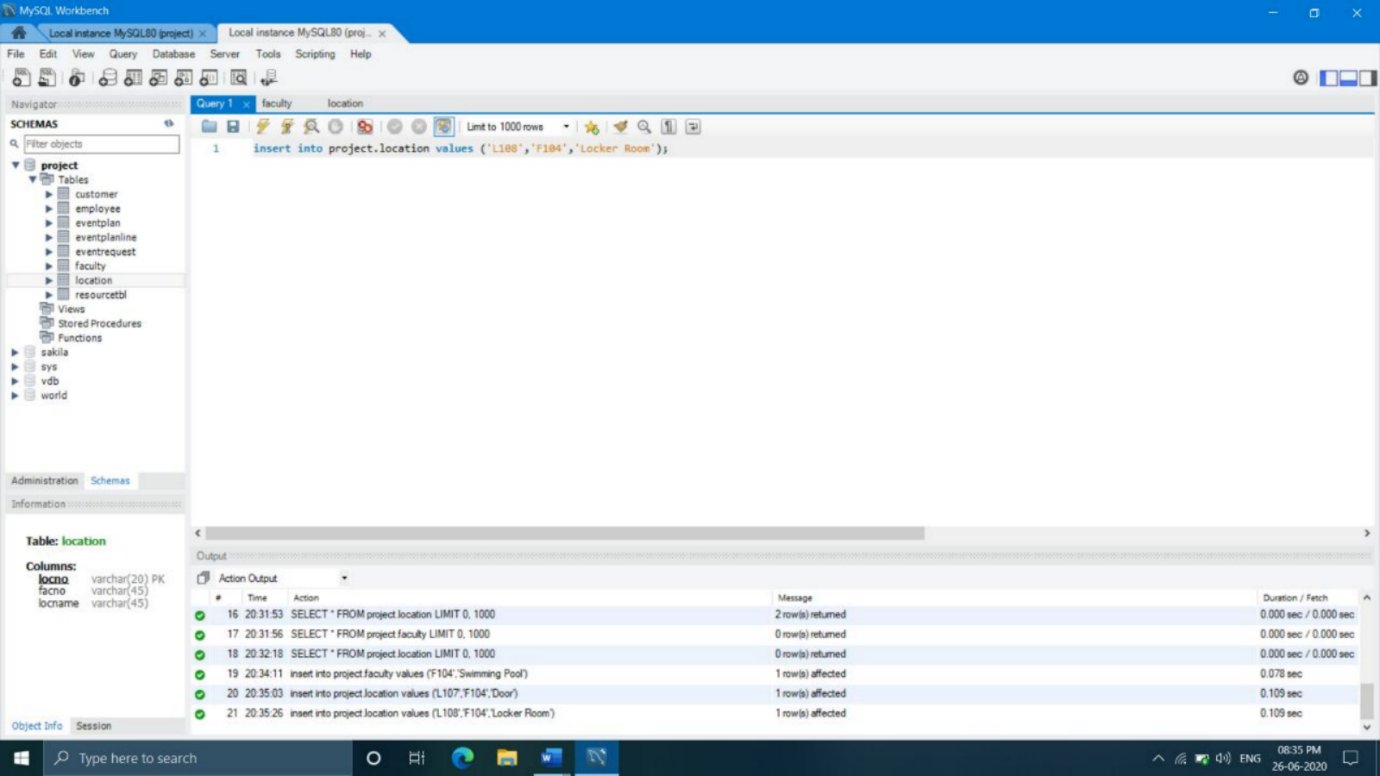 MySQL Workbench
Local instance MySQL80 (project) × Local instance MySQL80 (proj... ×
File Edit View Query Database Server Tools Scripting Help
Navigator
SCHEMAS
Filter objects
project
Tables
customer
employee
eventplan
eventplanline
eventrequest
faculty
location
resourcetbl
Views
Stored Procedures
Functions
sakila
sys
vdb
world
Administration Schemas
Information
Table: location
Columns:
locno varchar(20) PK
facno varchar(45)
locname varchar(45)
Object Info Session
Query 1 × faculty location
Limit to 1000 rows
1 insert into project.location values ('L108','F104','Locker Room');
Output
Action Output
# Time Action Message Duration / Fetch
16 20:31:53 SELECT * FROM project.location LIMIT 0, 1000 2 row(s) returned 0.000 sec / 0.000 sec
17 20:31:56 SELECT * FROM project.faculty LIMIT 0, 1000 0 row(s) returned 0.000 sec / 0.000 sec
18 20:32:18 SELECT * FROM project.location LIMIT 0, 1000 0 row(s) returned 0.000 sec / 0.000 sec
19 20:34:11 insert into project.faculty values ('F104','Swimming Pool') 1 row(s) affected 0.078 sec
20 20:35:03 insert into project.location values ('L107','F104','Door') 1 row(s) affected 0.109 sec
21 20:35:26 insert into project.location values ('L108','F104','Locker Room') 1 row(s) affected 0.109 sec
Type here to search
ENG
08:35 PM
26-06-2020